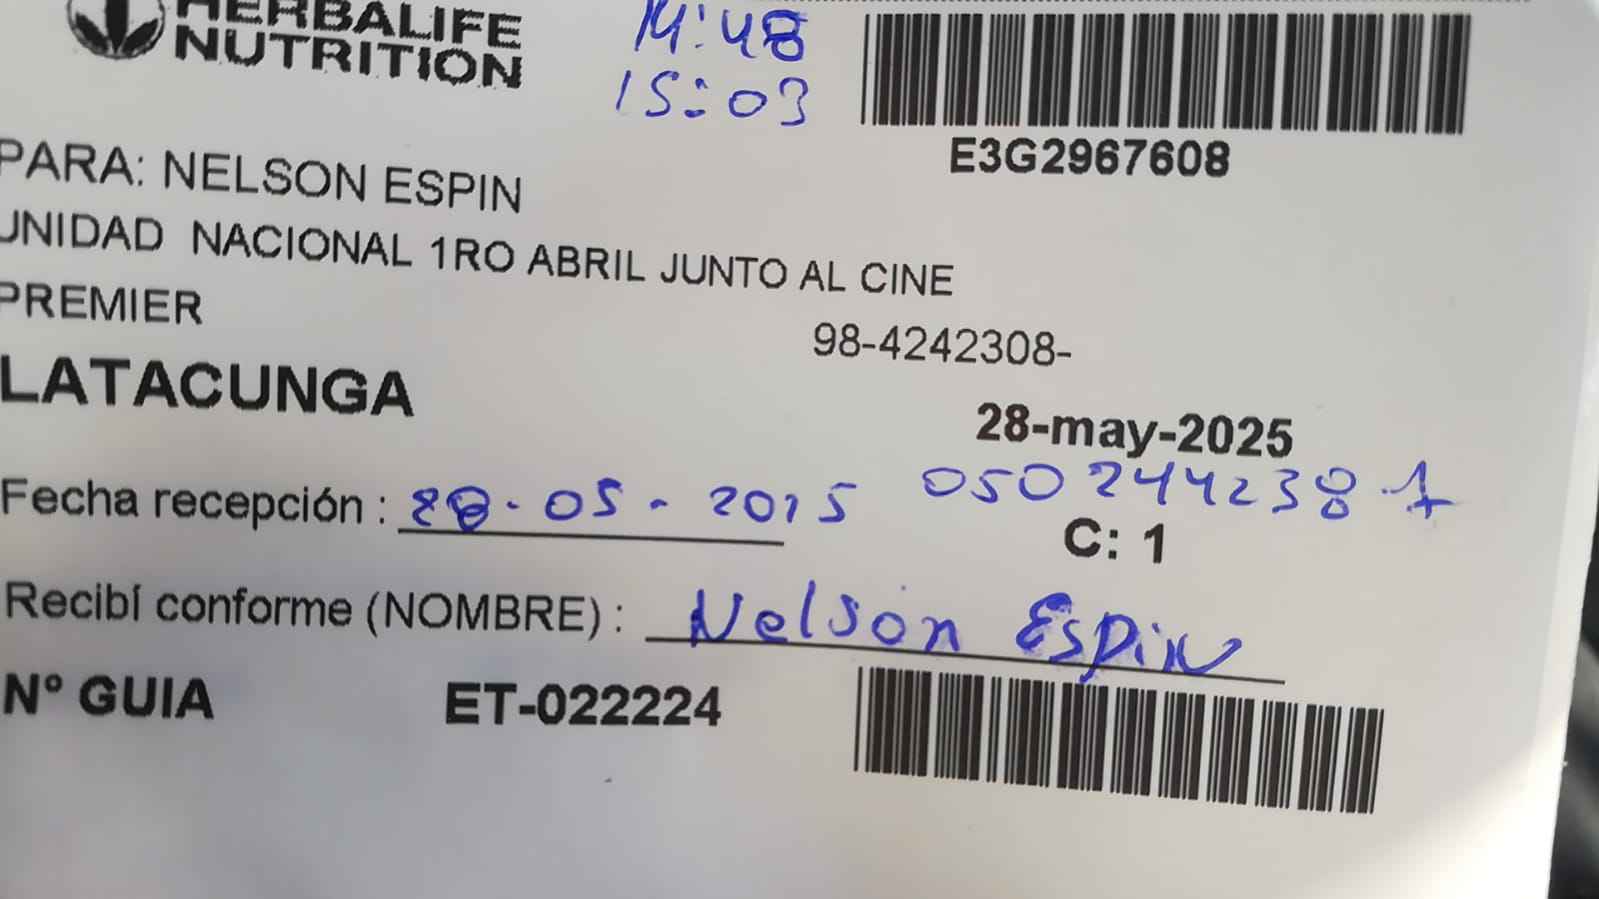 HERBALIFE
NUTRITION
14:48
15:03
E3G2967608
PARA: NELSON ESPIN
UNIDAD NACIONAL 1RO ABRIL JUNTO AL CINE
PREMIER
98-4242308-
LATACUNGA
28-may-2025
Fecha recepción : 28-05-2015
050244238-7
C: 1
Recibí conforme (NOMBRE) : Nelson Espin
N° GUIA ET-022224